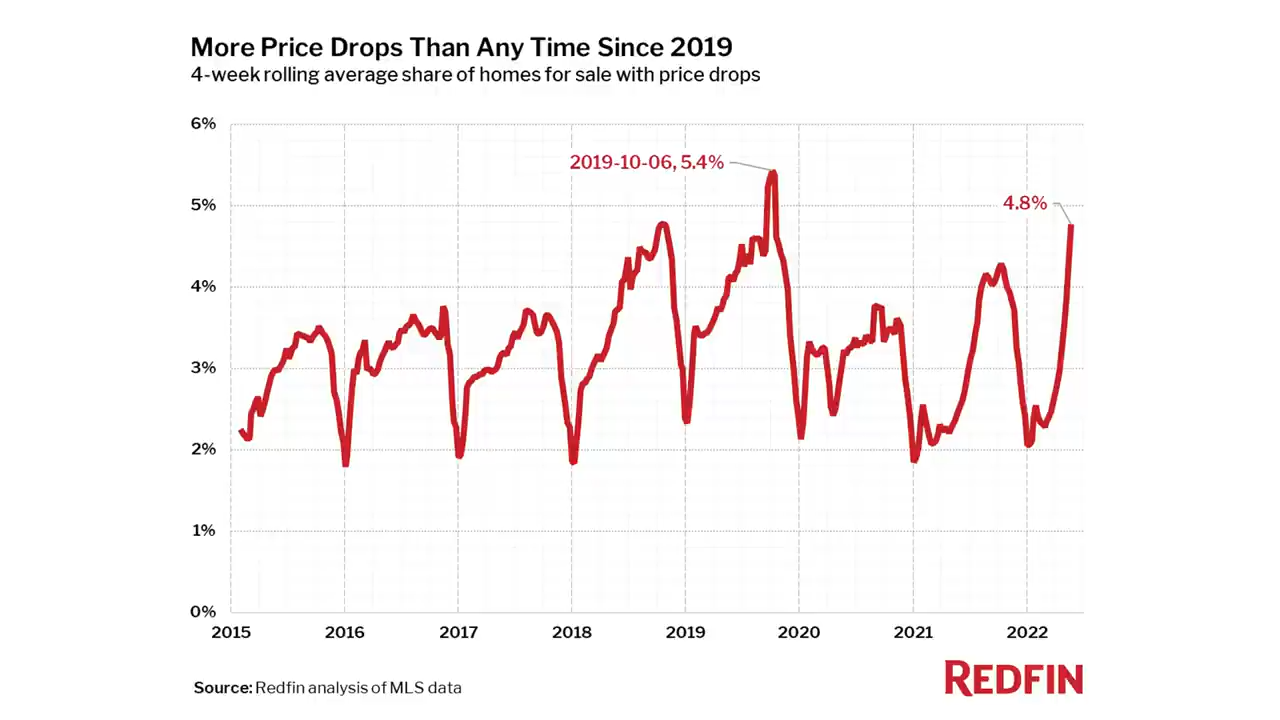 More Price Drops Than Any Time Since 2019
4-week rolling average share of homes for sale with price drops
6%
2019-10-06, 5.4%
5%
4.8%
4%
3%
2%
1%
0%
2015 2016 2017 2018 2019 2020 2021 2022
Source: Redfin analysis of MLS data
REDFIN